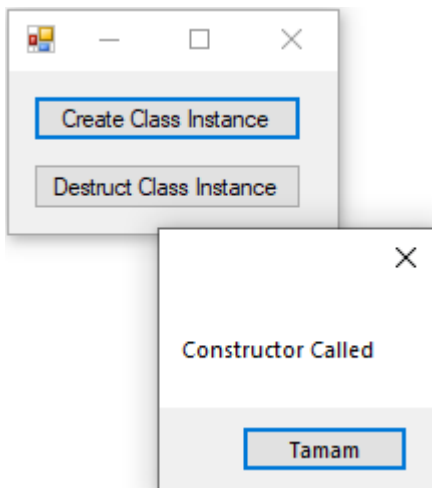 Create Class Instance
Destruct Class Instance
Constructor Called
Tamam